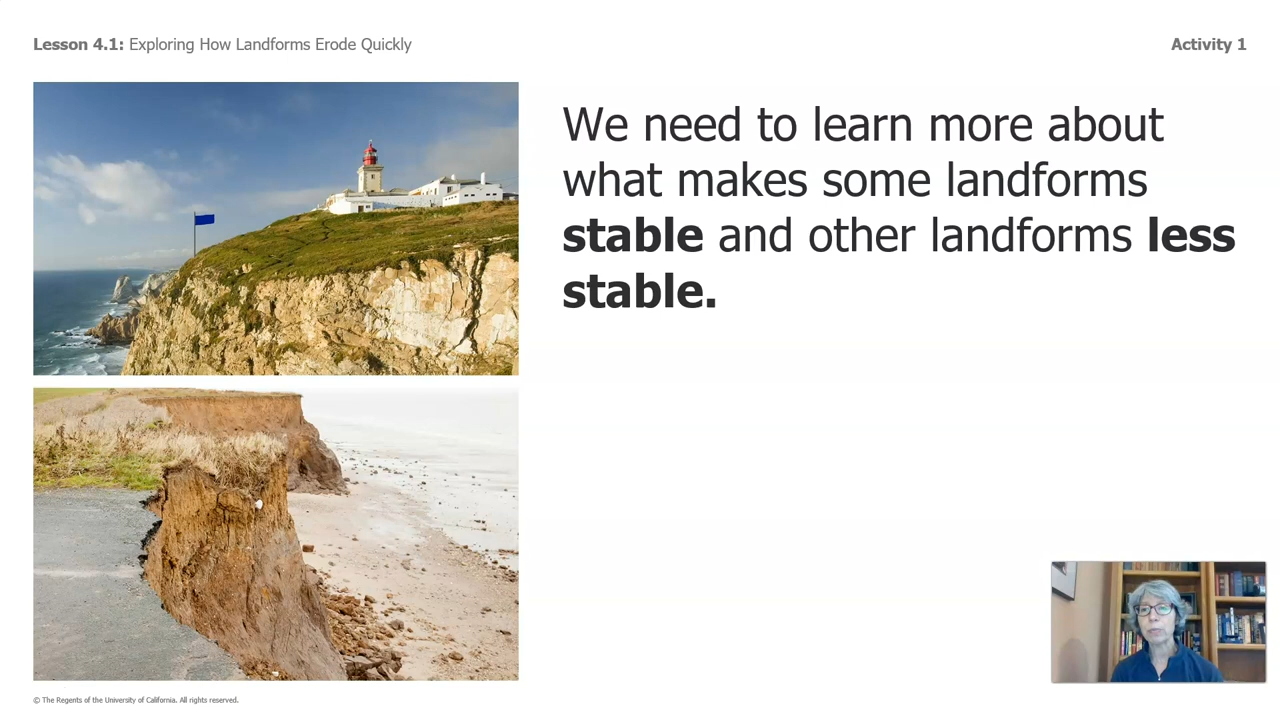 Lesson 4.1: Exploring How Landforms Erode Quickly
Activity 1
We need to learn more about
what makes some landforms
stable and other landforms less
stable.
© The Regents of the University of California. All rights reserved.